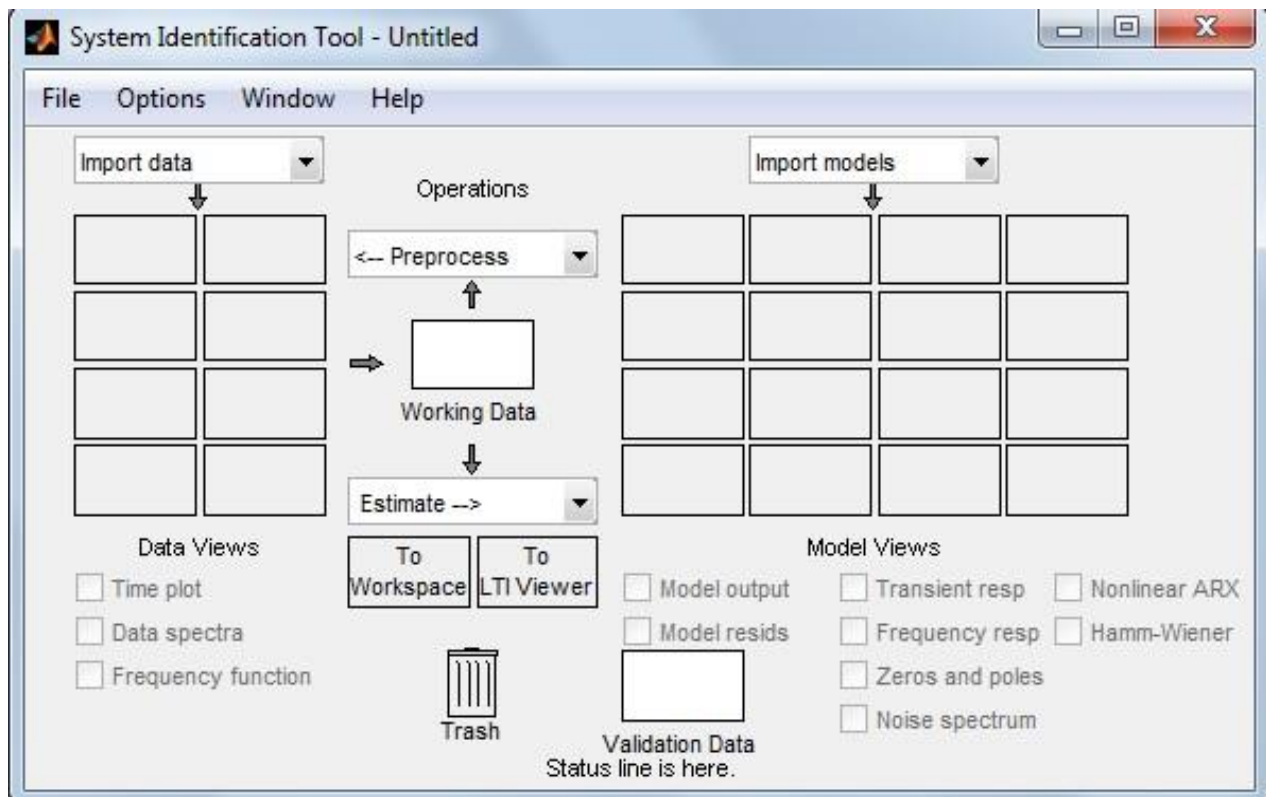 System Identification Tool - Untitled
File Options Window Help
Import data
Operations
Import models
<-- Preprocess
Working Data
Estimate -->
To Workspace
To LTI Viewer
Data Views
Time plot
Data spectra
Frequency function
Trash
Model Views
Model output
Transient resp
Nonlinear ARX
Model resids
Frequency resp
Hamm-Wiener
Zeros and poles
Noise spectrum
Validation Data
Status line is here.